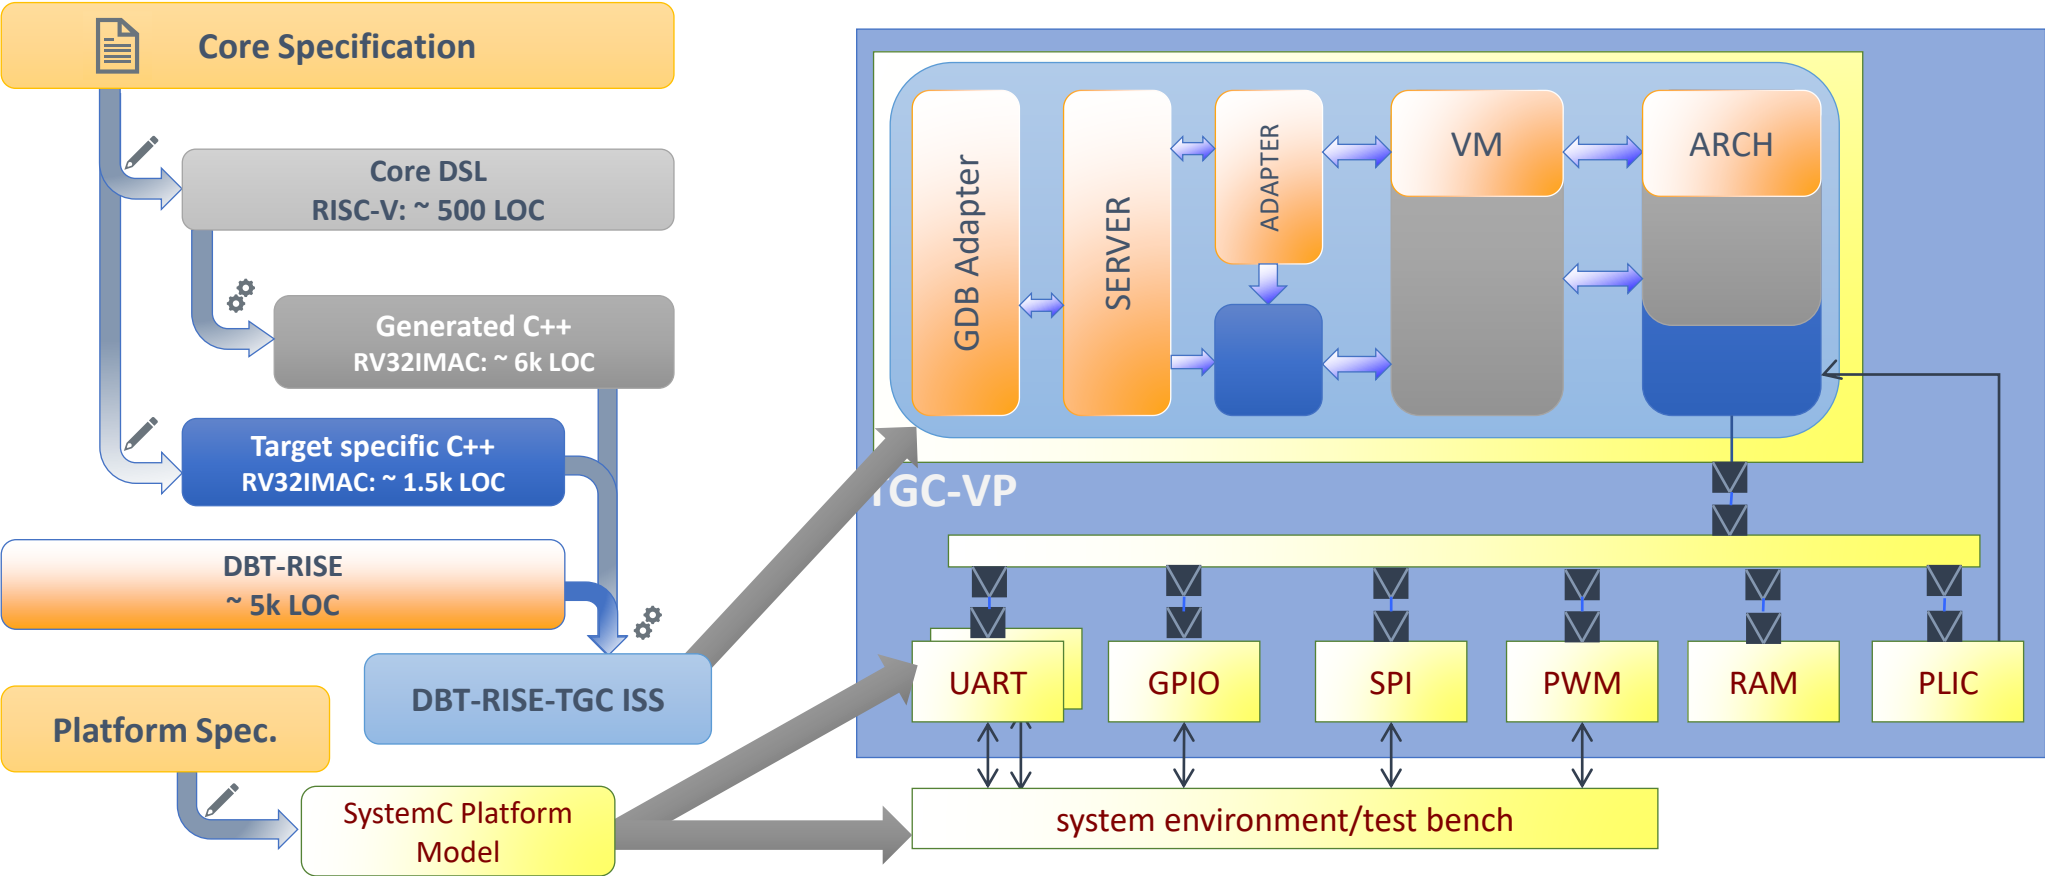 Core Specification
Core DSL
RISC-V: ~ 500 LOC
Generated C++
RV32IMAC: ~ 6k LOC
Target specific C++
RV32IMAC: ~ 1.5k LOC
DBT-RISE
~ 5k LOC
DBT-RISE-TGC ISS
Platform Spec.
SystemC Platform
Model
GDB Adapter
SERVER
ADAPTER
VM
ARCH
TGC-VP
UART
GPIO
SPI
PWM
RAM
PLIC
system environment/test bench